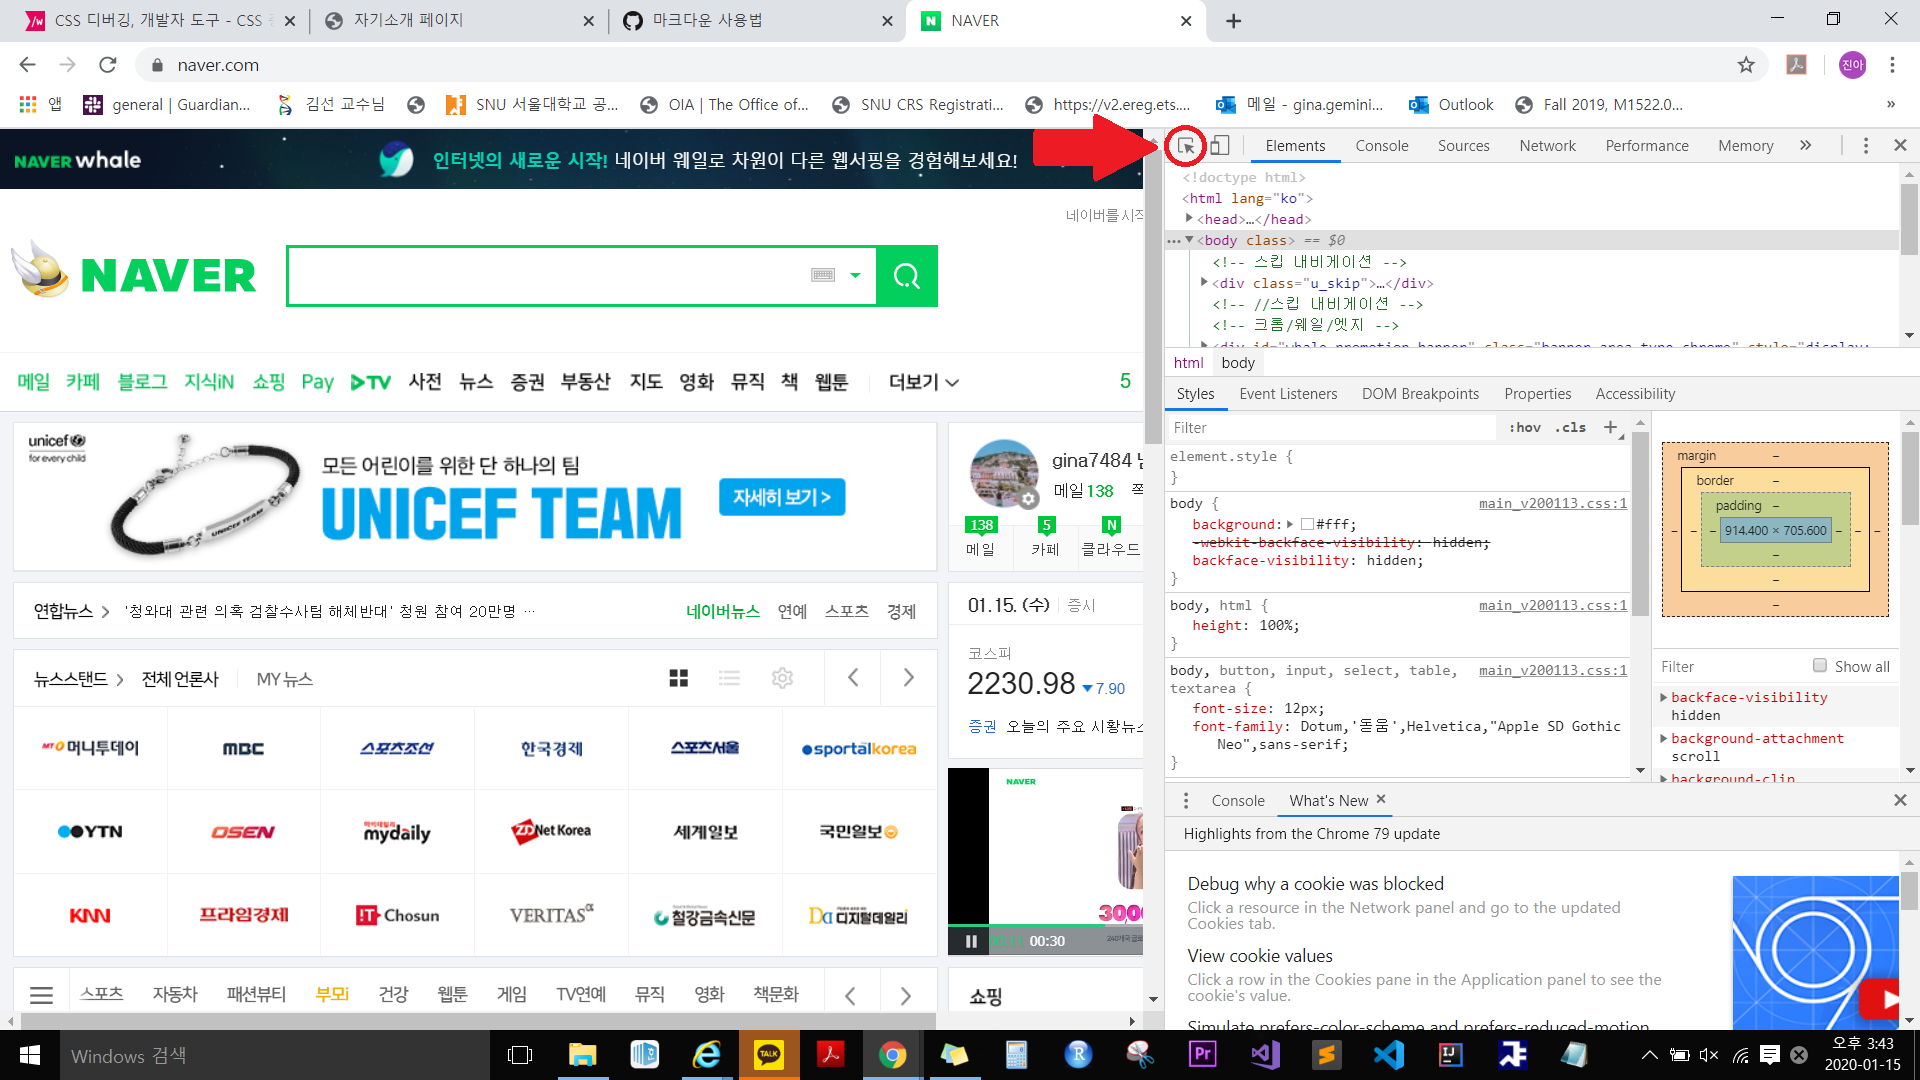 CSS 디버깅, 개발자 도구 - CSS
자기소개 페이지
마크다운 사용법
NAVER
naver.com
진아
앱
general | Guardian...
김선 교수님
SNU 서울대학교 공...
OIA | The Office of...
SNU CRS Registrati...
https://v2.ereg.ets....
메일 - gina.gemini...
Outlook
Fall 2019, M1522.0...
»
NAVER whale
인터넷의 새로운 시작! 네이버 웨일로 차원이 다른 웹서핑을 경험해보세요!
네이버를 시작
NAVER
메일 카페 블로그 지식iN 쇼핑 Pay TV 사전 뉴스 증권 부동산 지도 영화 뮤직 책 웹툰 더보기
5
unicef
for every child
UNICEF TEAM
모든 어린이를 위한 단 하나의 팀
UNICEF TEAM
자세히 보기 >
gina7484 님
메일 138 쪽
138 5 N
메일 카페 클라우드
연합뉴스 > '청와대 관련 의혹 검찰수사팀 해체반대' 청원 참여 20만명 …
네이버뉴스 연예 스포츠 경제
01.15. (수) 증시
코스피
2230.98 ▼7.90
증권 오늘의 주요 시황뉴스
뉴스스탠드 > 전체 언론사 MY 뉴스
MTO 머니투데이 MBC 스포츠조선 한국경제 스포츠서울 sportalkorea
YTN OSEN 마이데일리 mydaily ZDNet Korea 세계일보 국민일보
KNN 프라임경제 Chosun VERITAS α 철강금속신문 디지털데일리
NAVER
3000
00:30
스포츠 자동차 패션뷰티 부모i 건강 웹툰 게임 TV연예 뮤직 영화 책문화
쇼핑
Elements Console Sources Network Performance Memory »
<!doctype html>
<html lang="ko">
<head>…</head>
<body class> == $0
<!-- 스킵 내비게이션 -->
<div class="u_skip">…</div>
<!-- //스킵 내비게이션 -->
<!-- 크롬/웨일/엣지 -->
<div id="whale_promotion_banner" class="banner_area type_chrome" style="display:
html body
Styles Event Listeners DOM Breakpoints Properties Accessibility
Filter :hov .cls +
element.style {
}
body { main_v200113.css:1
background: #fff;
-webkit-backface-visibility: hidden;
backface-visibility: hidden;
}
body, html { main_v200113.css:1
height: 100%;
}
body, button, input, select, table, main_v200113.css:1
textarea {
font-size: 12px;
font-family: Dotum,'돋움',Helvetica,"Apple SD Gothic
Neo",sans-serif;
}
margin –
border –
padding –
– – – 914.400 × 705.600 – – –
–
–
–
Filter Show all
backface-visibility
hidden
background-attachment
scroll
background-clip
Console What's New
Highlights from the Chrome 79 update
Debug why a cookie was blocked
Click a resource in the Network panel and go to the updated
Cookies tab.
View cookie values
Click a row in the Cookies pane in the Application panel to see the
cookie's value.
Simulate prefers-color-scheme and prefers-reduced-motion
Windows 검색
TALK
R
Pr
IJ
오후 3:43
2020-01-15